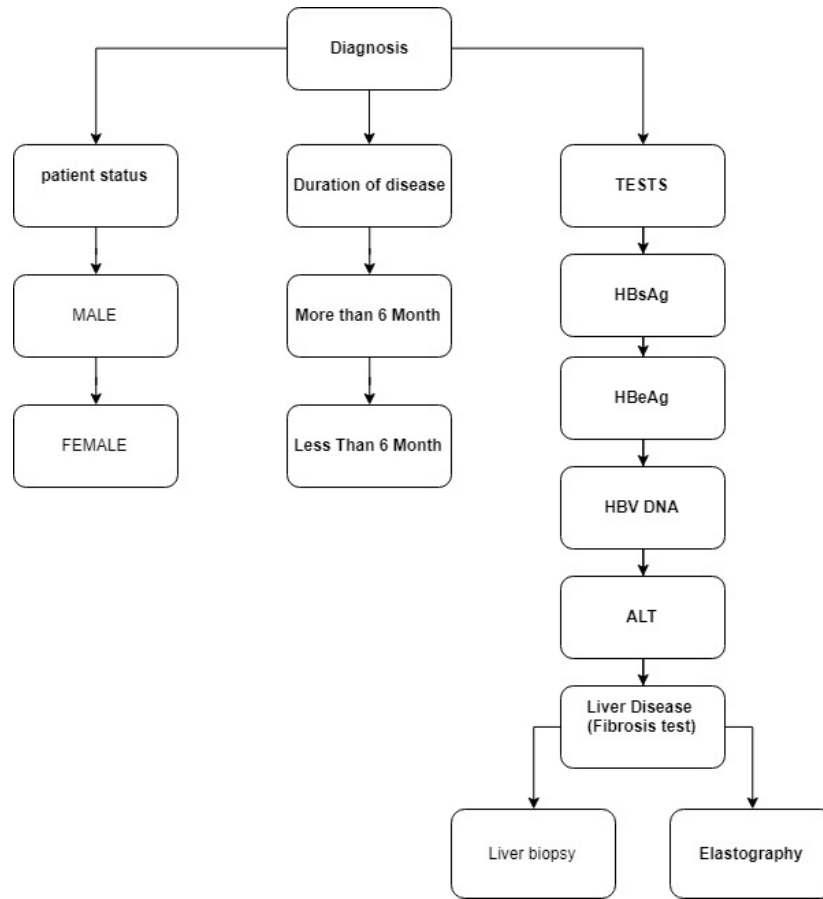 Diagnosis
patient status
Duration of disease
TESTS
MALE
More than 6 Month
HBsAg
FEMALE
Less Than 6 Month
HBeAg
HBV DNA
ALT
Liver Disease
(Fibrosis test)
Liver biopsy
Elastography